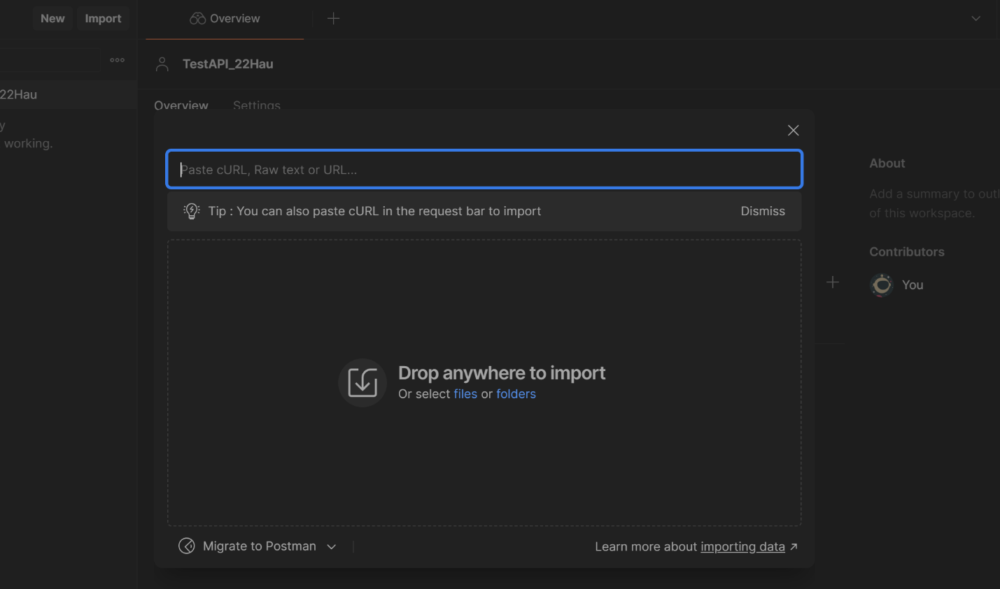 New Import
Overview
TestAPI_22Hau
22Hau
Overview Settings
y
working.
Paste cURL, Raw text or URL...
Tip : You can also paste cURL in the request bar to import Dismiss
Drop anywhere to import
Or select files or folders
Migrate to Postman
Learn more about importing data
About
Add a summary to outl
of this workspace.
Contributors
You